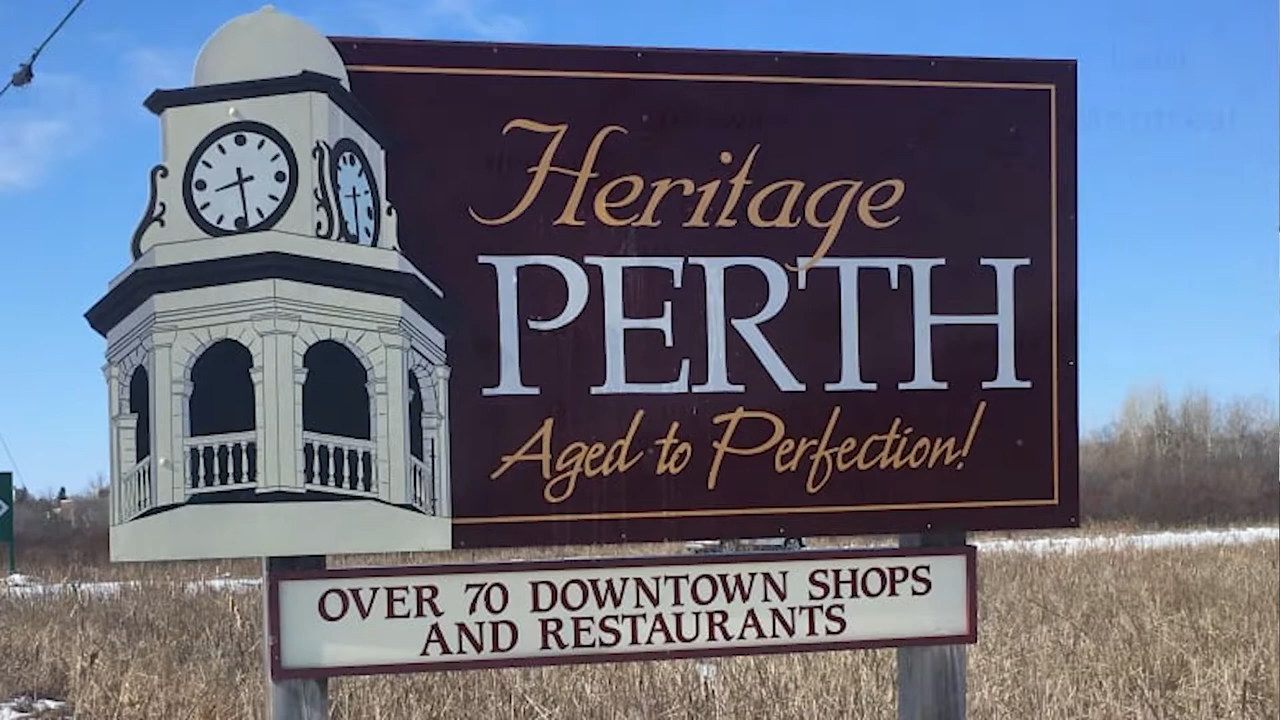 Heritage
PERTH
Aged to Perfection!
OVER 70 DOWNTOWN SHOPS
AND RESTAURANTS